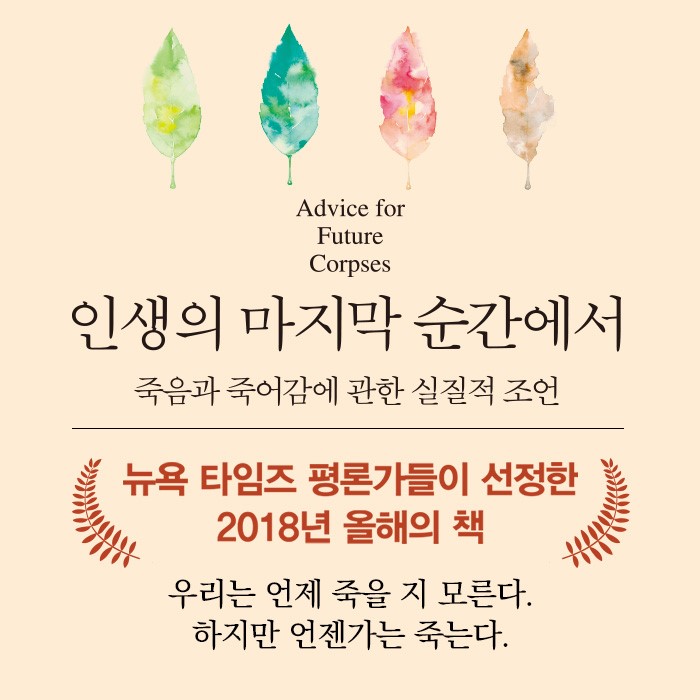 Advice for
Future
Corpses
인생의 마지막 순간에서
죽음과 죽어감에 관한 실질적 조언
뉴욕 타임즈 평론가들이 선정한
2018년 올해의 책
우리는 언제 죽을 지 모른다.
하지만 언젠가는 죽는다.